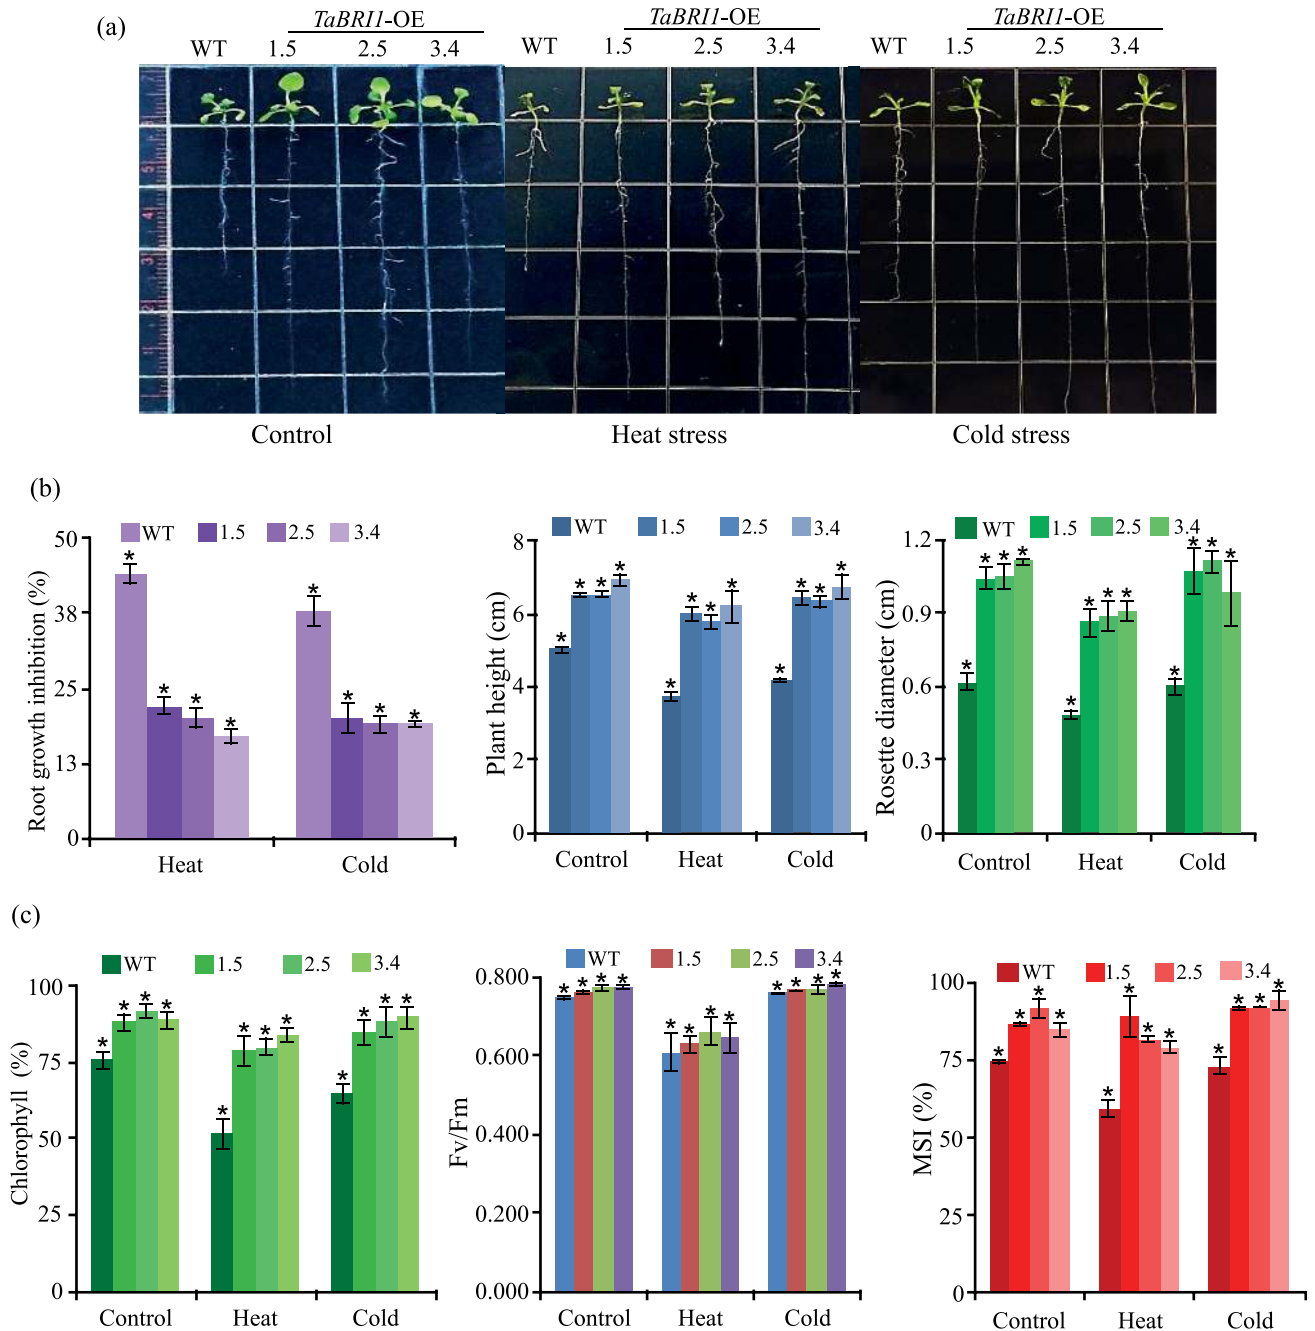 (a)
TaBRI1-OE
TaBRI1-OE
TaBRI1-OE
WT 1.5 2.5 3.4
WT 1.5 2.5 3.4
WT 1.5 2.5 3.4
5
4
3
2
1
Control Heat stress Cold stress
(b)
WT 1.5 2.5 3.4
Root growth inhibition (%)
50
38
25
13
0
Heat Cold
WT 1.5 2.5 3.4
Plant height (cm)
8
6
4
2
0
Control Heat Cold
WT 1.5 2.5 3.4
Rosette diameter (cm)
1.2
0.9
0.6
0.3
0
Control Heat Cold
(c)
WT 1.5 2.5 3.4
Chlorophyll (%)
100
75
50
25
0
Control Heat Cold
WT 1.5 2.5 3.4
Fv/Fm
0.800
0.600
0.400
0.200
0.000
Control Heat Cold
WT 1.5 2.5 3.4
MSI (%)
100
75
50
25
0
Control Heat Cold